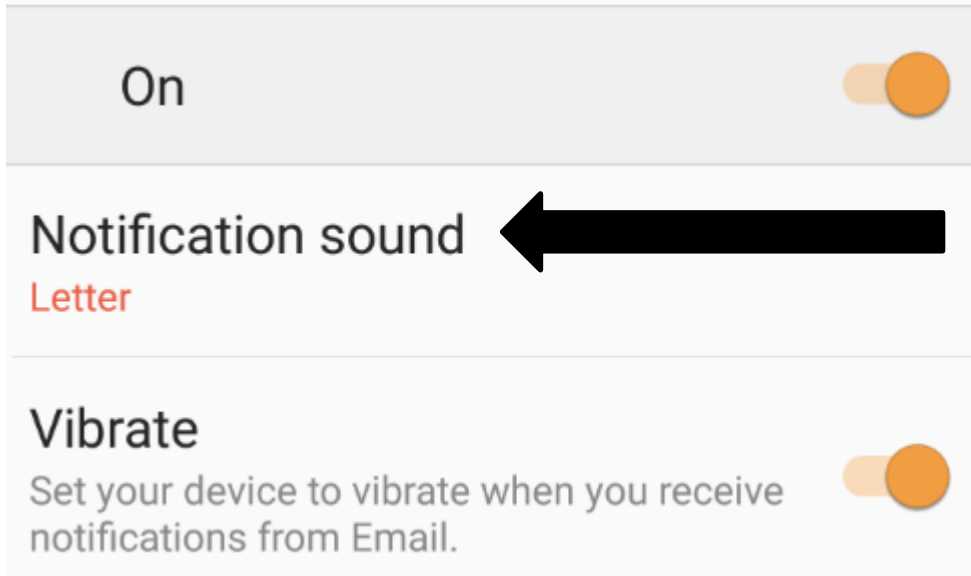 On
Notification sound
Letter
Vibrate
Set your device to vibrate when you receive
notifications from Email.